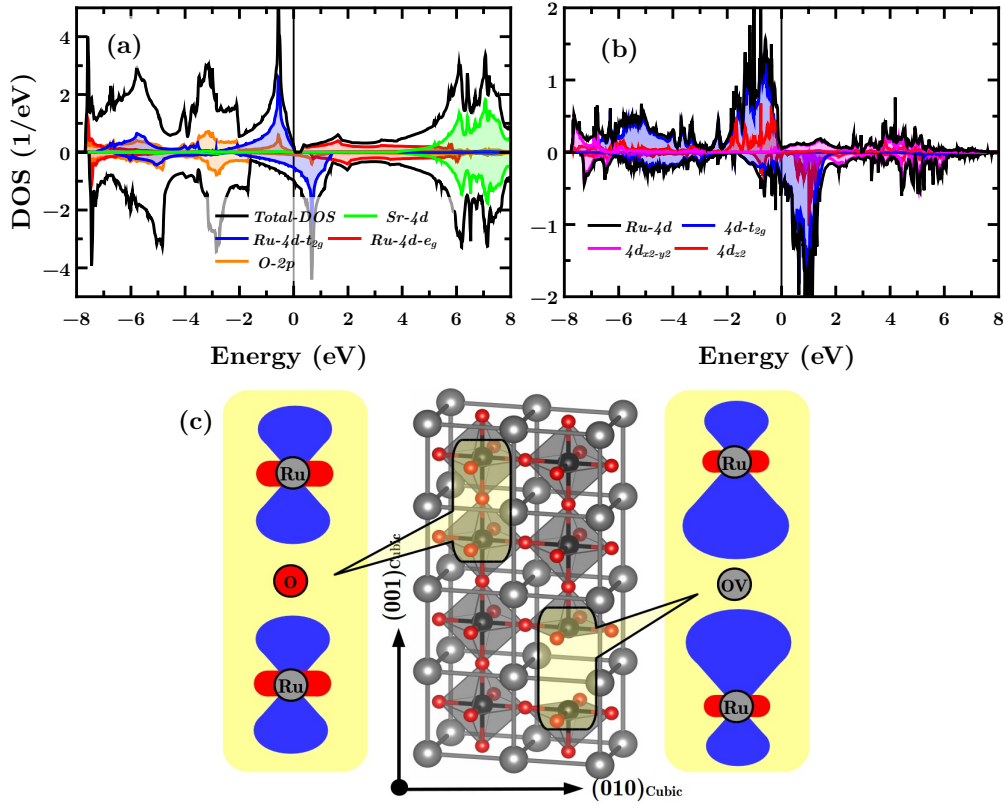 (a)
(b)
DOS (1/eV)
4
2
0
−2
−4
2
1
0
−1
−2
Total-DOS
Sr-4d
Ru-4d-t2g
Ru-4d-eg
O-2p
Ru-4d
4d-t2g
4dx2-y2
4dz2
−8 −6 −4 −2 0 2 4 6 8
−8 −6 −4 −2 0 2 4 6 8
Energy (eV)
Energy (eV)
(c)
Ru
O
Ru
(001)Cubic
(010)Cubic
Ru
OV
Ru